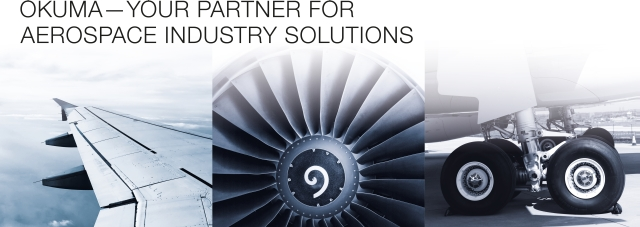 OKUMA—YOUR PARTNER FOR
AEROSPACE INDUSTRY SOLUTIONS